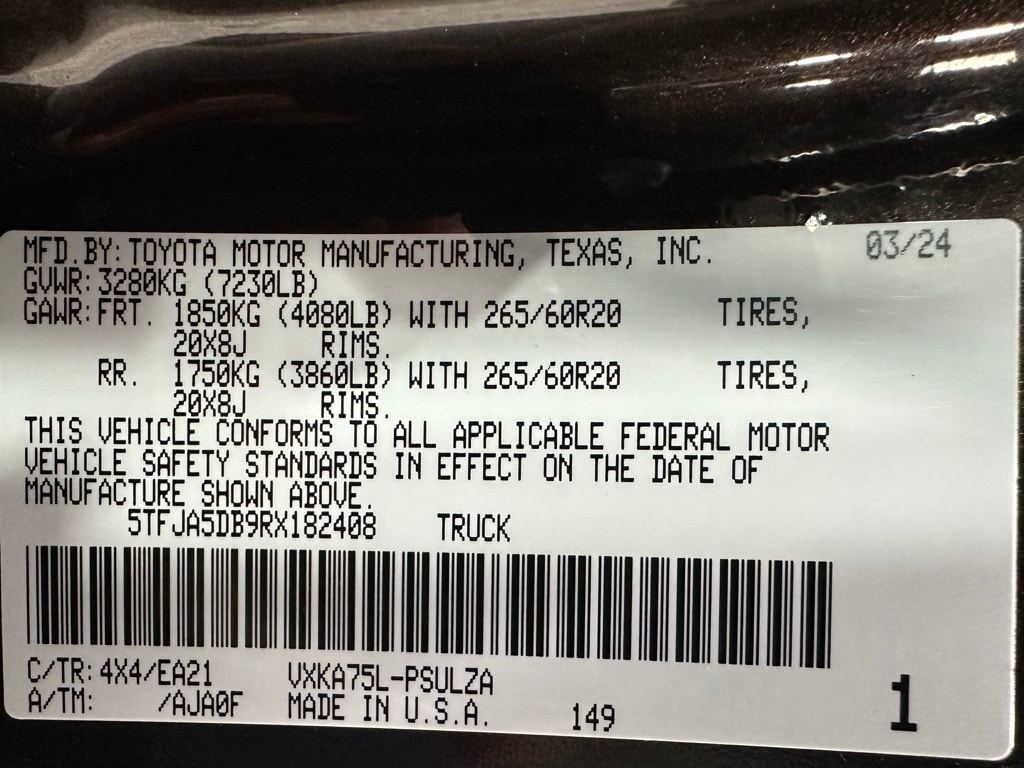 MFD.BY:TOYOTA MOTOR MANUFACTURING, TEXAS, INC. 03/24
GVWR:3280KG (7230LB)
GAWR:FRT. 1850KG (4080LB) WITH 265/60R20 TIRES,
20X8J RIMS.
RR. 1750KG (3860LB) WITH 265/60R20 TIRES,
20X8J RIMS.
THIS VEHICLE CONFORMS TO ALL APPLICABLE FEDERAL MOTOR
VEHICLE SAFETY STANDARDS IN EFFECT ON THE DATE OF
MANUFACTURE SHOWN ABOVE.
5TFJA5DB9RX182408 TRUCK
C/TR:4X4/EA21 VXKA75L-PSULZA
A/TM: /AJA0F MADE IN U.S.A. 149 1